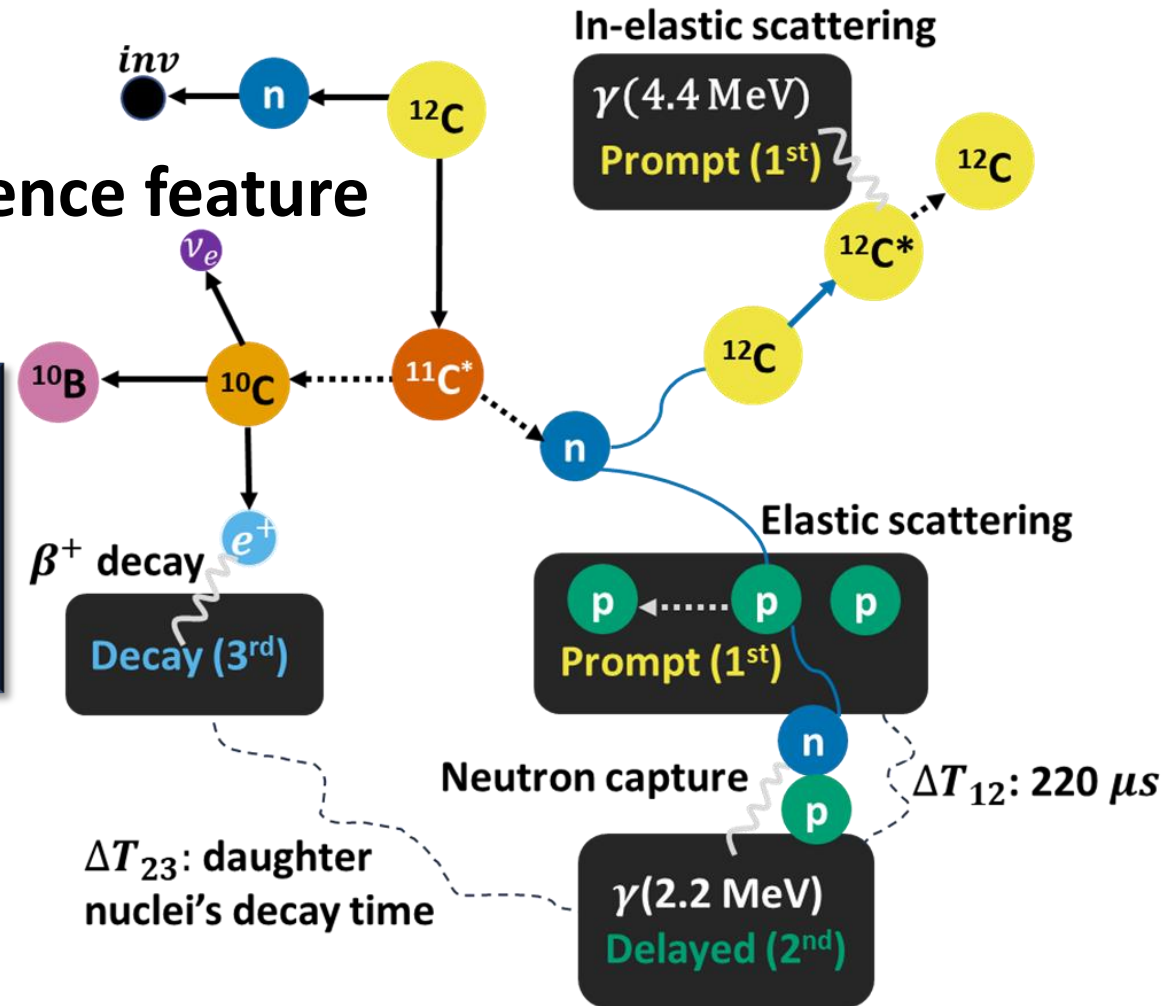 In-elastic scattering
inv
n
¹²C
γ(4.4 MeV)
Prompt (1ˢᵗ)
¹²C
ence feature
νₑ
¹²C*
¹²C
¹⁰B
¹⁰C
¹¹C*
n
Elastic scattering
e⁺
β⁺ decay
p
p
p
Decay (3ʳᵈ)
Prompt (1ˢᵗ)
n
Neutron capture
ΔT₁₂: 220 μs
p
ΔT₂₃: daughter
nuclei’s decay time
γ(2.2 MeV)
Delayed (2ⁿᵈ)